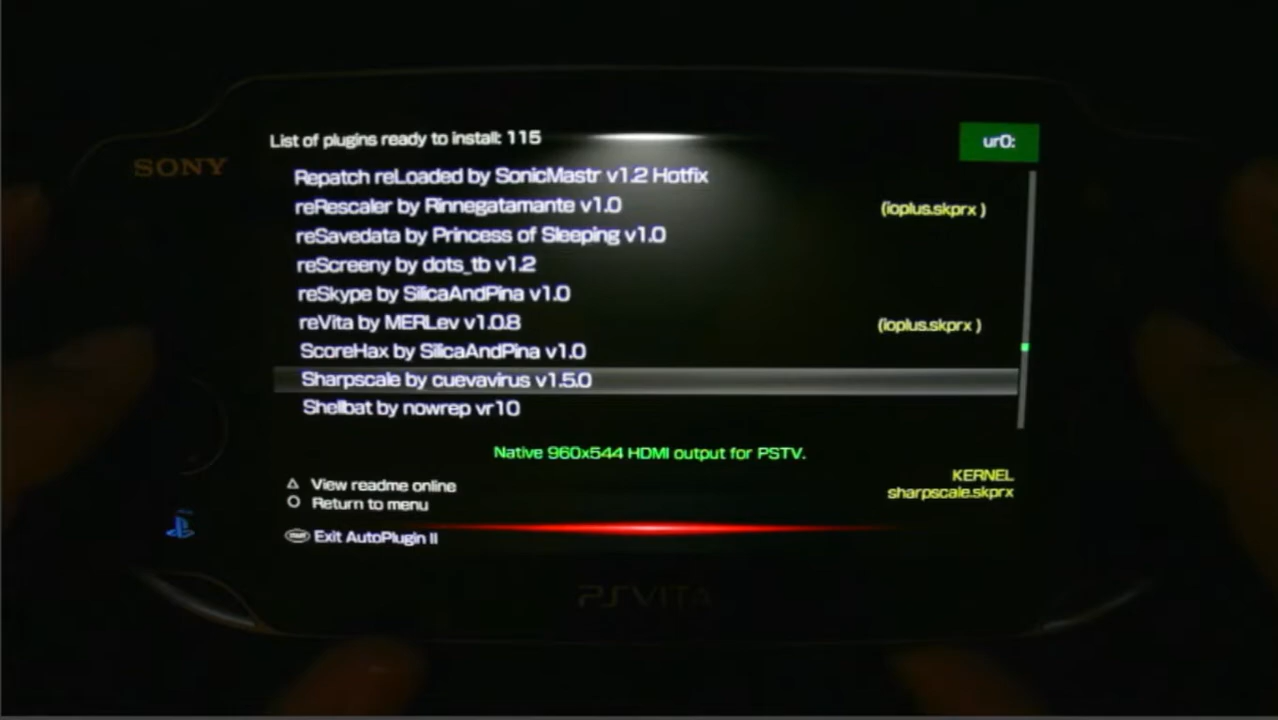 List of plugins ready to install: 115
ur0:
SONY
Repatch reLoaded by SonicMastr v1.2 Hotfix
reRescaler by Rinnegatamante v1.0 (ioplus.skprx )
reSavedata by Princess of Sleeping v1.0
reScreeny by dots_tb v1.2
reSkype by SilicaAndPina v1.0
reVita by MERLev v1.0.8 (ioplus.skprx )
ScoreHax by SilicaAndPina v1.0
Sharpscale by cuevavirus v1.5.0
Shellbat by nowrep vr10
Native 960x544 HDMI output for PSTV.
KERNEL
sharpscale.skprx
View readme online
Return to menu
START Exit AutoPlugin II
PSVITA